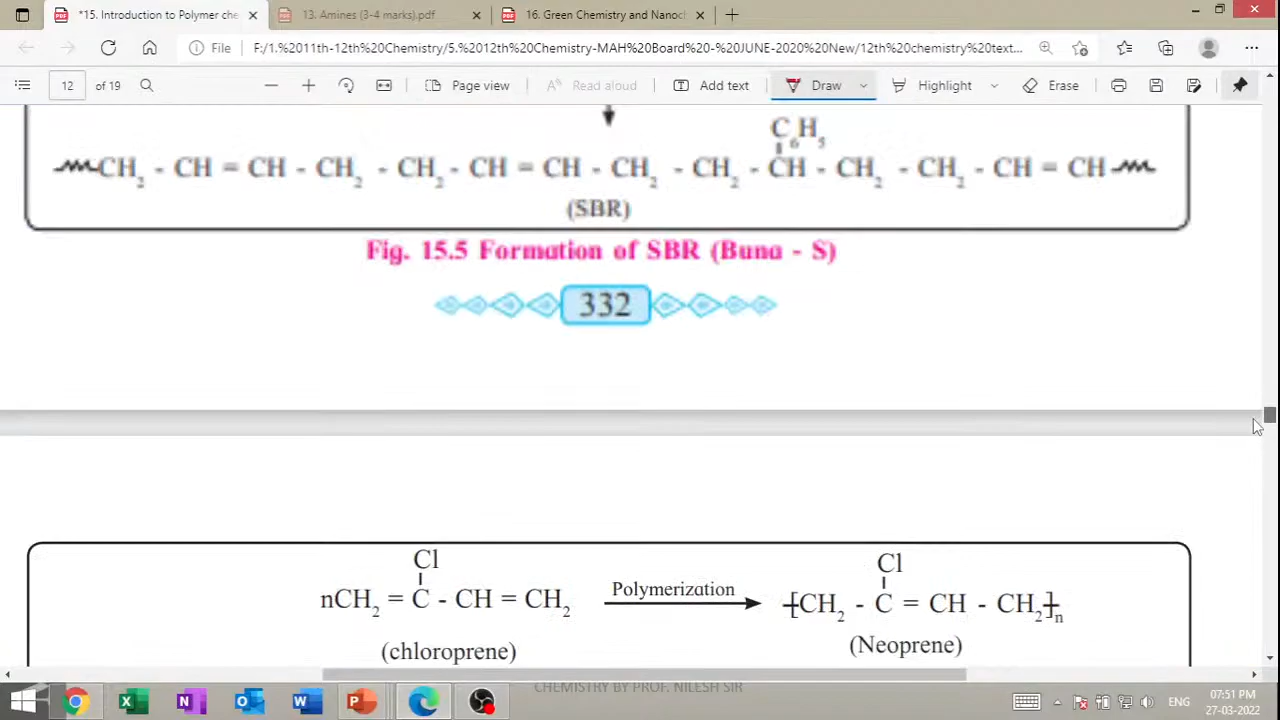 *15. Introduction to Polymer che
13. Amines (3-4 marks).pdf
16. Green Chemistry and Nanoch
File
F:/1.%2011th-12th%20Chemistry/5.%2012th%20Chemistry-MAH%20Board%20-%20JUNE-2020%20New/12th%20chemistry%20text...
12 of 19
Page view
Read aloud
Add text
Draw
Highlight
Erase
C6H5
CH2 - CH = CH - CH2 - CH2 - CH = CH - CH2 - CH2 - CH - CH2 - CH2 - CH = CH
(SBR)
Fig. 15.5 Formation of SBR (Buna - S)
332
Cl
nCH2 = C - CH = CH2
(chloroprene)
Polymerization
Cl
[CH2 - C = CH - CH2]n
(Neoprene)
CHEMISTRY BY PROF. NILESH SIR
ENG
07:51 PM
27-03-2022